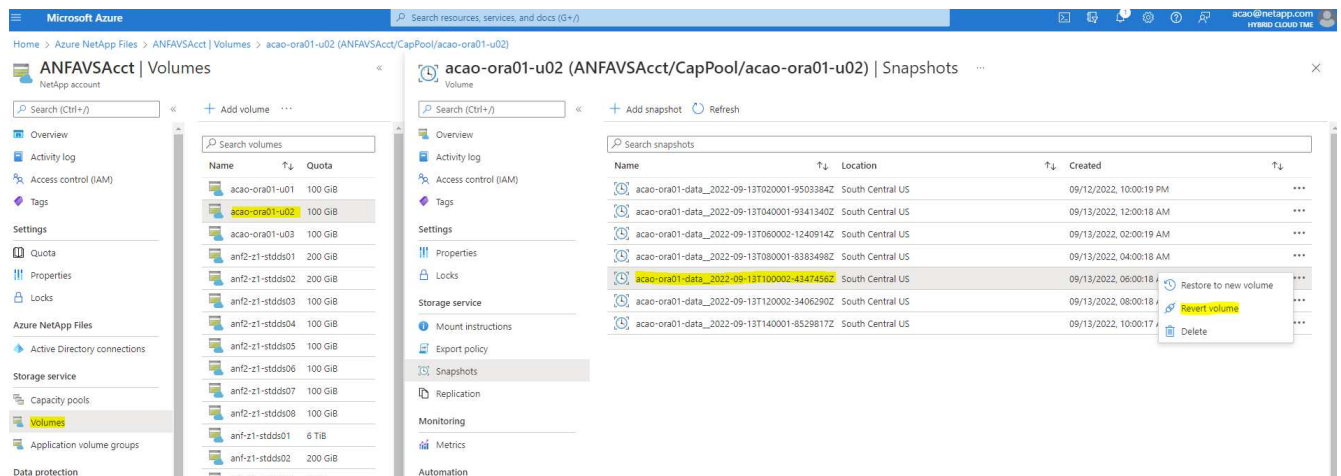 Microsoft Azure
Search resources, services, and docs (G+/)
1
acao@netapp.com
HYBRID CLOUD TME
Home > Azure NetApp Files > ANFAVSAcct | Volumes > acao-ora01-u02 (ANFAVSAcct/CapPool/acao-ora01-u02)
ANFAVSAcct | Volumes
NetApp account
Search (Ctrl+/)
Overview
Activity log
Access control (IAM)
Tags
Settings
Quota
Properties
Locks
Azure NetApp Files
Active Directory connections
Storage service
Capacity pools
Volumes
Application volume groups
Data protection
+ Add volume ...
Search volumes
Name ↑↓ Quota
acao-ora01-u01 100 GiB
acao-ora01-u02 100 GiB
acao-ora01-u03 100 GiB
anf2-z1-stdds01 200 GiB
anf2-z1-stdds02 200 GiB
anf2-z1-stdds03 100 GiB
anf2-z1-stdds04 100 GiB
anf2-z1-stdds05 100 GiB
anf2-z1-stdds06 100 GiB
anf2-z1-stdds07 100 GiB
anf2-z1-stdds08 100 GiB
anf-z1-stdds01 6 TiB
anf-z1-stdds02 200 GiB
acao-ora01-u02 (ANFAVSAcct/CapPool/acao-ora01-u02) | Snapshots ...
Volume
Search (Ctrl+/)
Overview
Activity log
Access control (IAM)
Tags
Settings
Properties
Locks
Storage service
Mount instructions
Export policy
Snapshots
Replication
Monitoring
Metrics
Automation
+ Add snapshot Refresh
Search snapshots
Name ↑↓ Location ↑↓ Created ↑↓
acao-ora01-data__2022-09-13T020001-9503384Z South Central US 09/12/2022, 10:00:19 PM ...
acao-ora01-data__2022-09-13T040001-9341340Z South Central US 09/13/2022, 12:00:18 AM ...
acao-ora01-data__2022-09-13T060002-1240914Z South Central US 09/13/2022, 02:00:19 AM ...
acao-ora01-data__2022-09-13T080001-8383498Z South Central US 09/13/2022, 04:00:18 AM ...
acao-ora01-data__2022-09-13T100002-4347456Z South Central US 09/13/2022, 06:00:18 ...
acao-ora01-data__2022-09-13T120002-3406290Z South Central US 09/13/2022, 08:00:18 ...
acao-ora01-data__2022-09-13T140001-8529817Z South Central US 09/13/2022, 10:00:17 ...
Restore to new volume
Revert volume
Delete